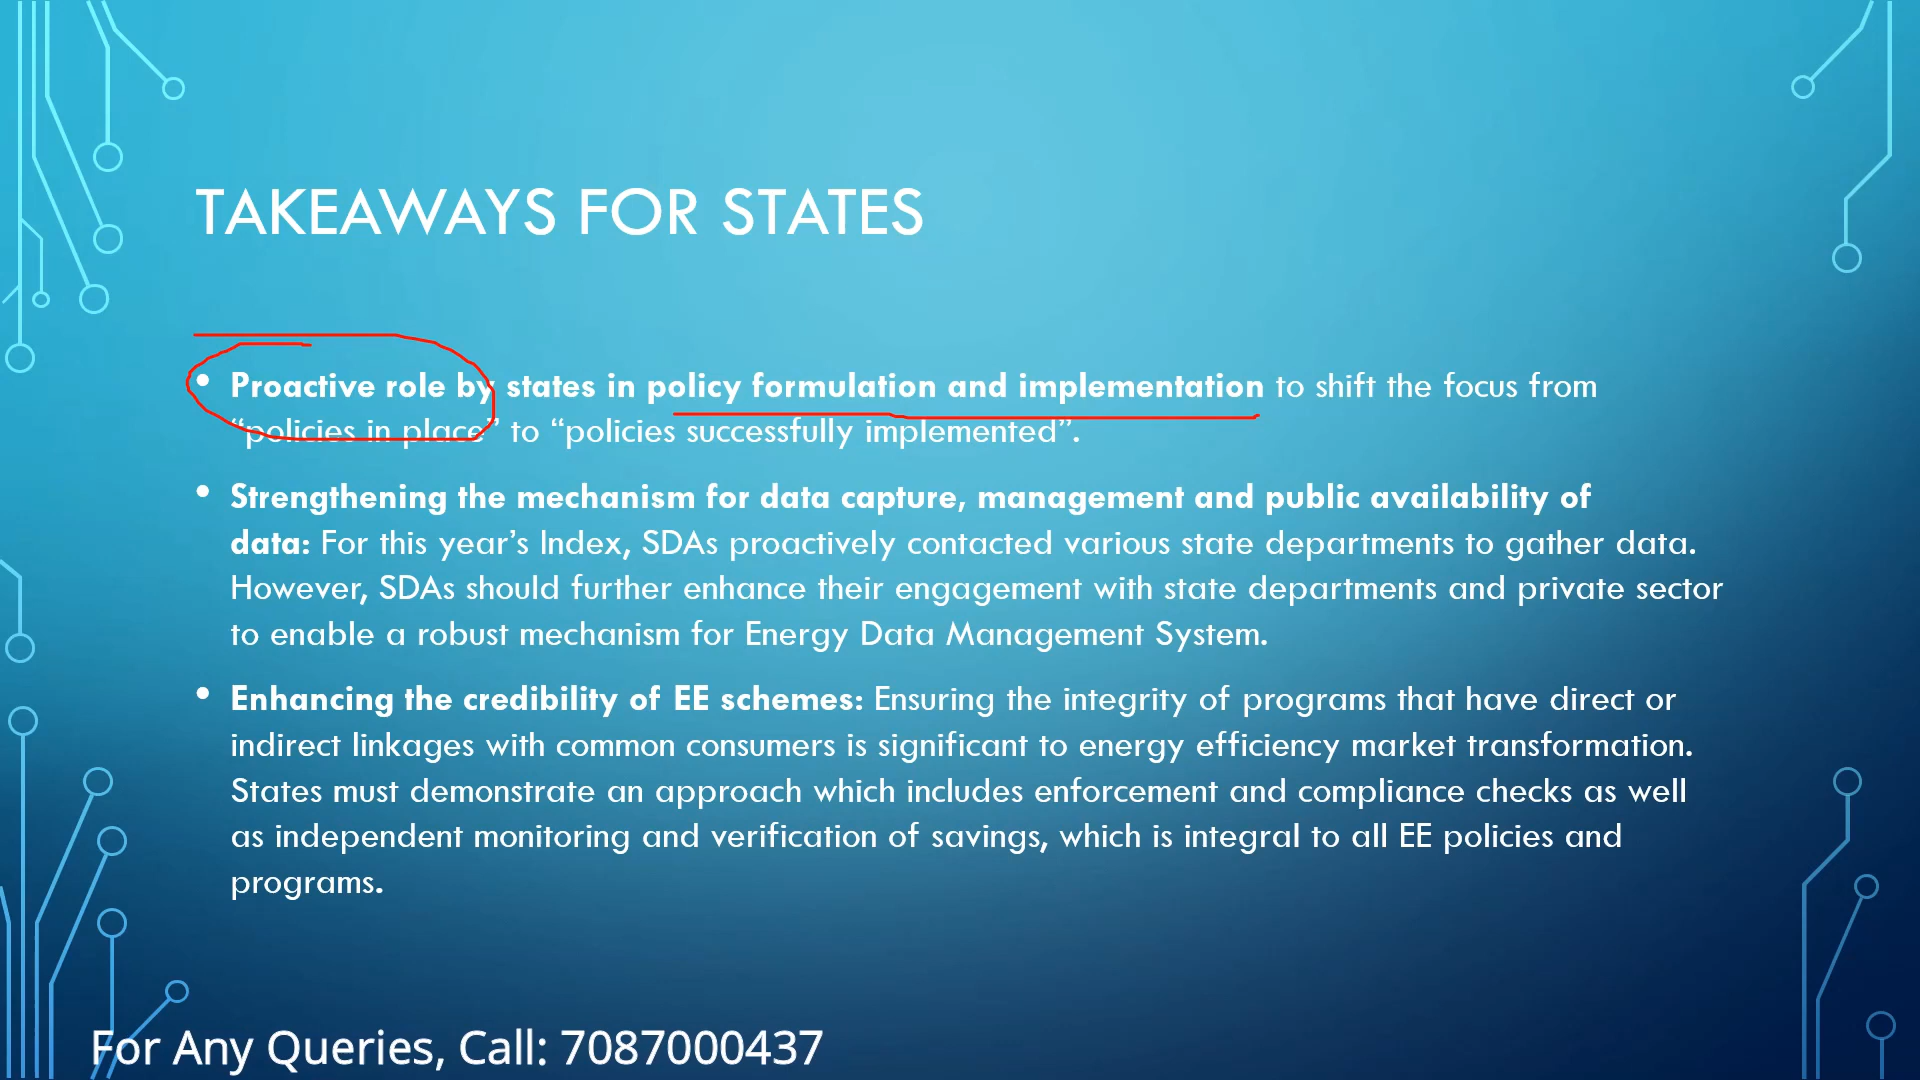 TAKEAWAYS FOR STATES
• Proactive role by states in policy formulation and implementation to shift the focus from
“policies in place” to “policies successfully implemented”.
• Strengthening the mechanism for data capture, management and public availability of
data: For this year’s Index, SDAs proactively contacted various state departments to gather data.
However, SDAs should further enhance their engagement with state departments and private sector
to enable a robust mechanism for Energy Data Management System.
• Enhancing the credibility of EE schemes: Ensuring the integrity of programs that have direct or
indirect linkages with common consumers is significant to energy efficiency market transformation.
States must demonstrate an approach which includes enforcement and compliance checks as well
as independent monitoring and verification of savings, which is integral to all EE policies and
programs.
For Any Queries, Call: 7087000437